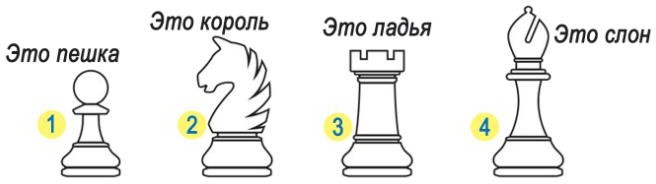 Это пешка
1
Это король
2
Это ладья
3
Это слон
4